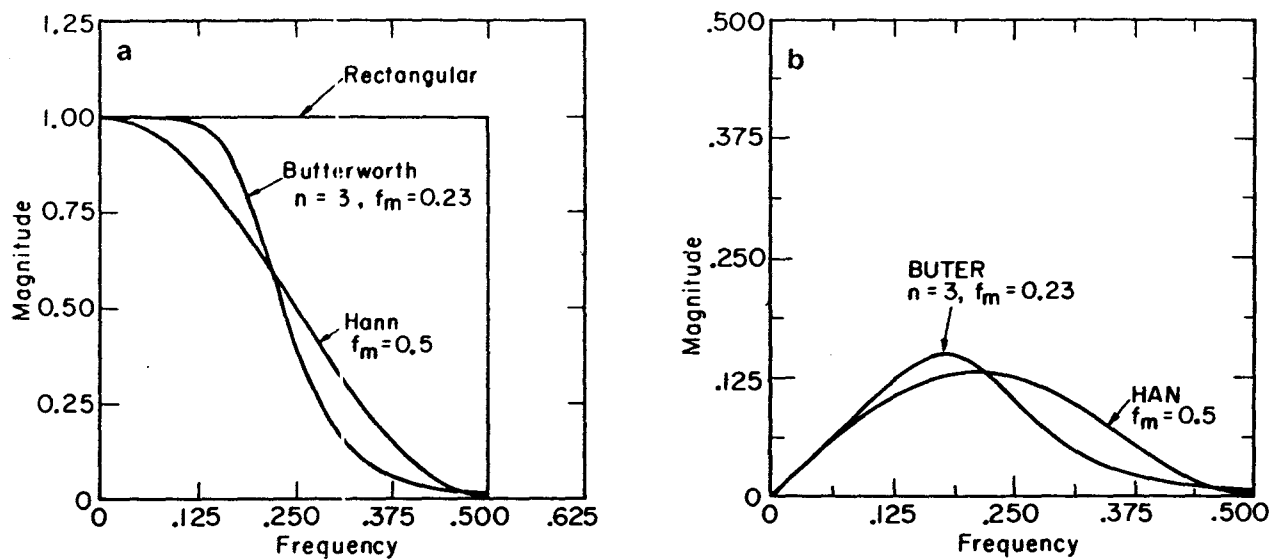 a
1.25
1.00
0.75
0.50
0.25
0
Magnitude
Rectangular
Butterworth
n = 3 , fm = 0.23
Hann
fm = 0.5
0 .125 .250 .375 .500 .625
Frequency
b
.500
.375
.250
.125
0
Magnitude
BUTER
n = 3, fm = 0.23
HAN
fm = 0.5
0 .125 .250 .375 .500
Frequency